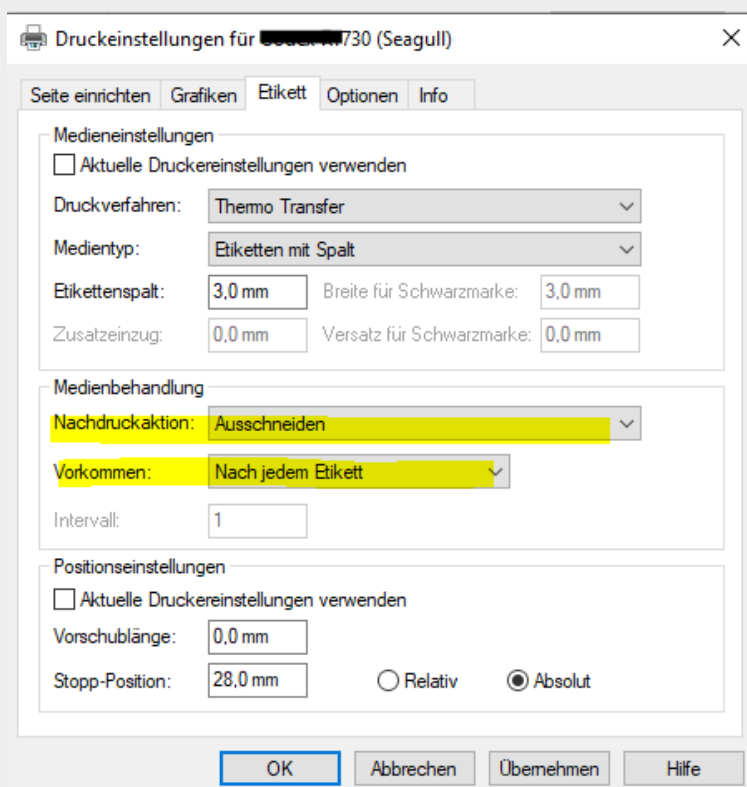 Druckeinstellungen für 730 (Seagull)
Seite einrichten Grafiken Etikett Optionen Info
Medieneinstellungen
Aktuelle Druckereinstellungen verwenden
Druckverfahren: Thermo Transfer
Medientyp: Etiketten mit Spalt
Etikettenspalt: 3,0 mm Breite für Schwarzmarke: 3,0 mm
Zusatzeinzug: 0,0 mm Versatz für Schwarzmarke: 0,0 mm
Medienbehandlung
Nachdruckaktion: Ausschneiden
Vorkommen: Nach jedem Etikett
Intervall: 1
Positionseinstellungen
Aktuelle Druckereinstellungen verwenden
Vorschublänge: 0,0 mm
Stopp-Position: 28,0 mm Relativ Absolut
OK Abbrechen Übernehmen Hilfe